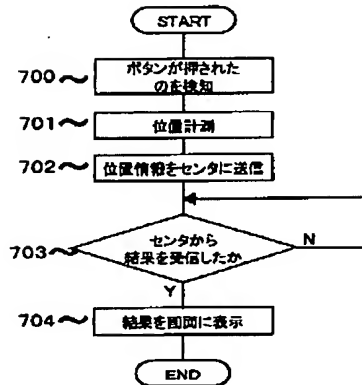 START
700
ボタンが押された
のを検知
701
位置計測
702
位置情報をセンタに送信
703
センタから
結果を受信したか
N
Y
704
結果を画面に表示
END